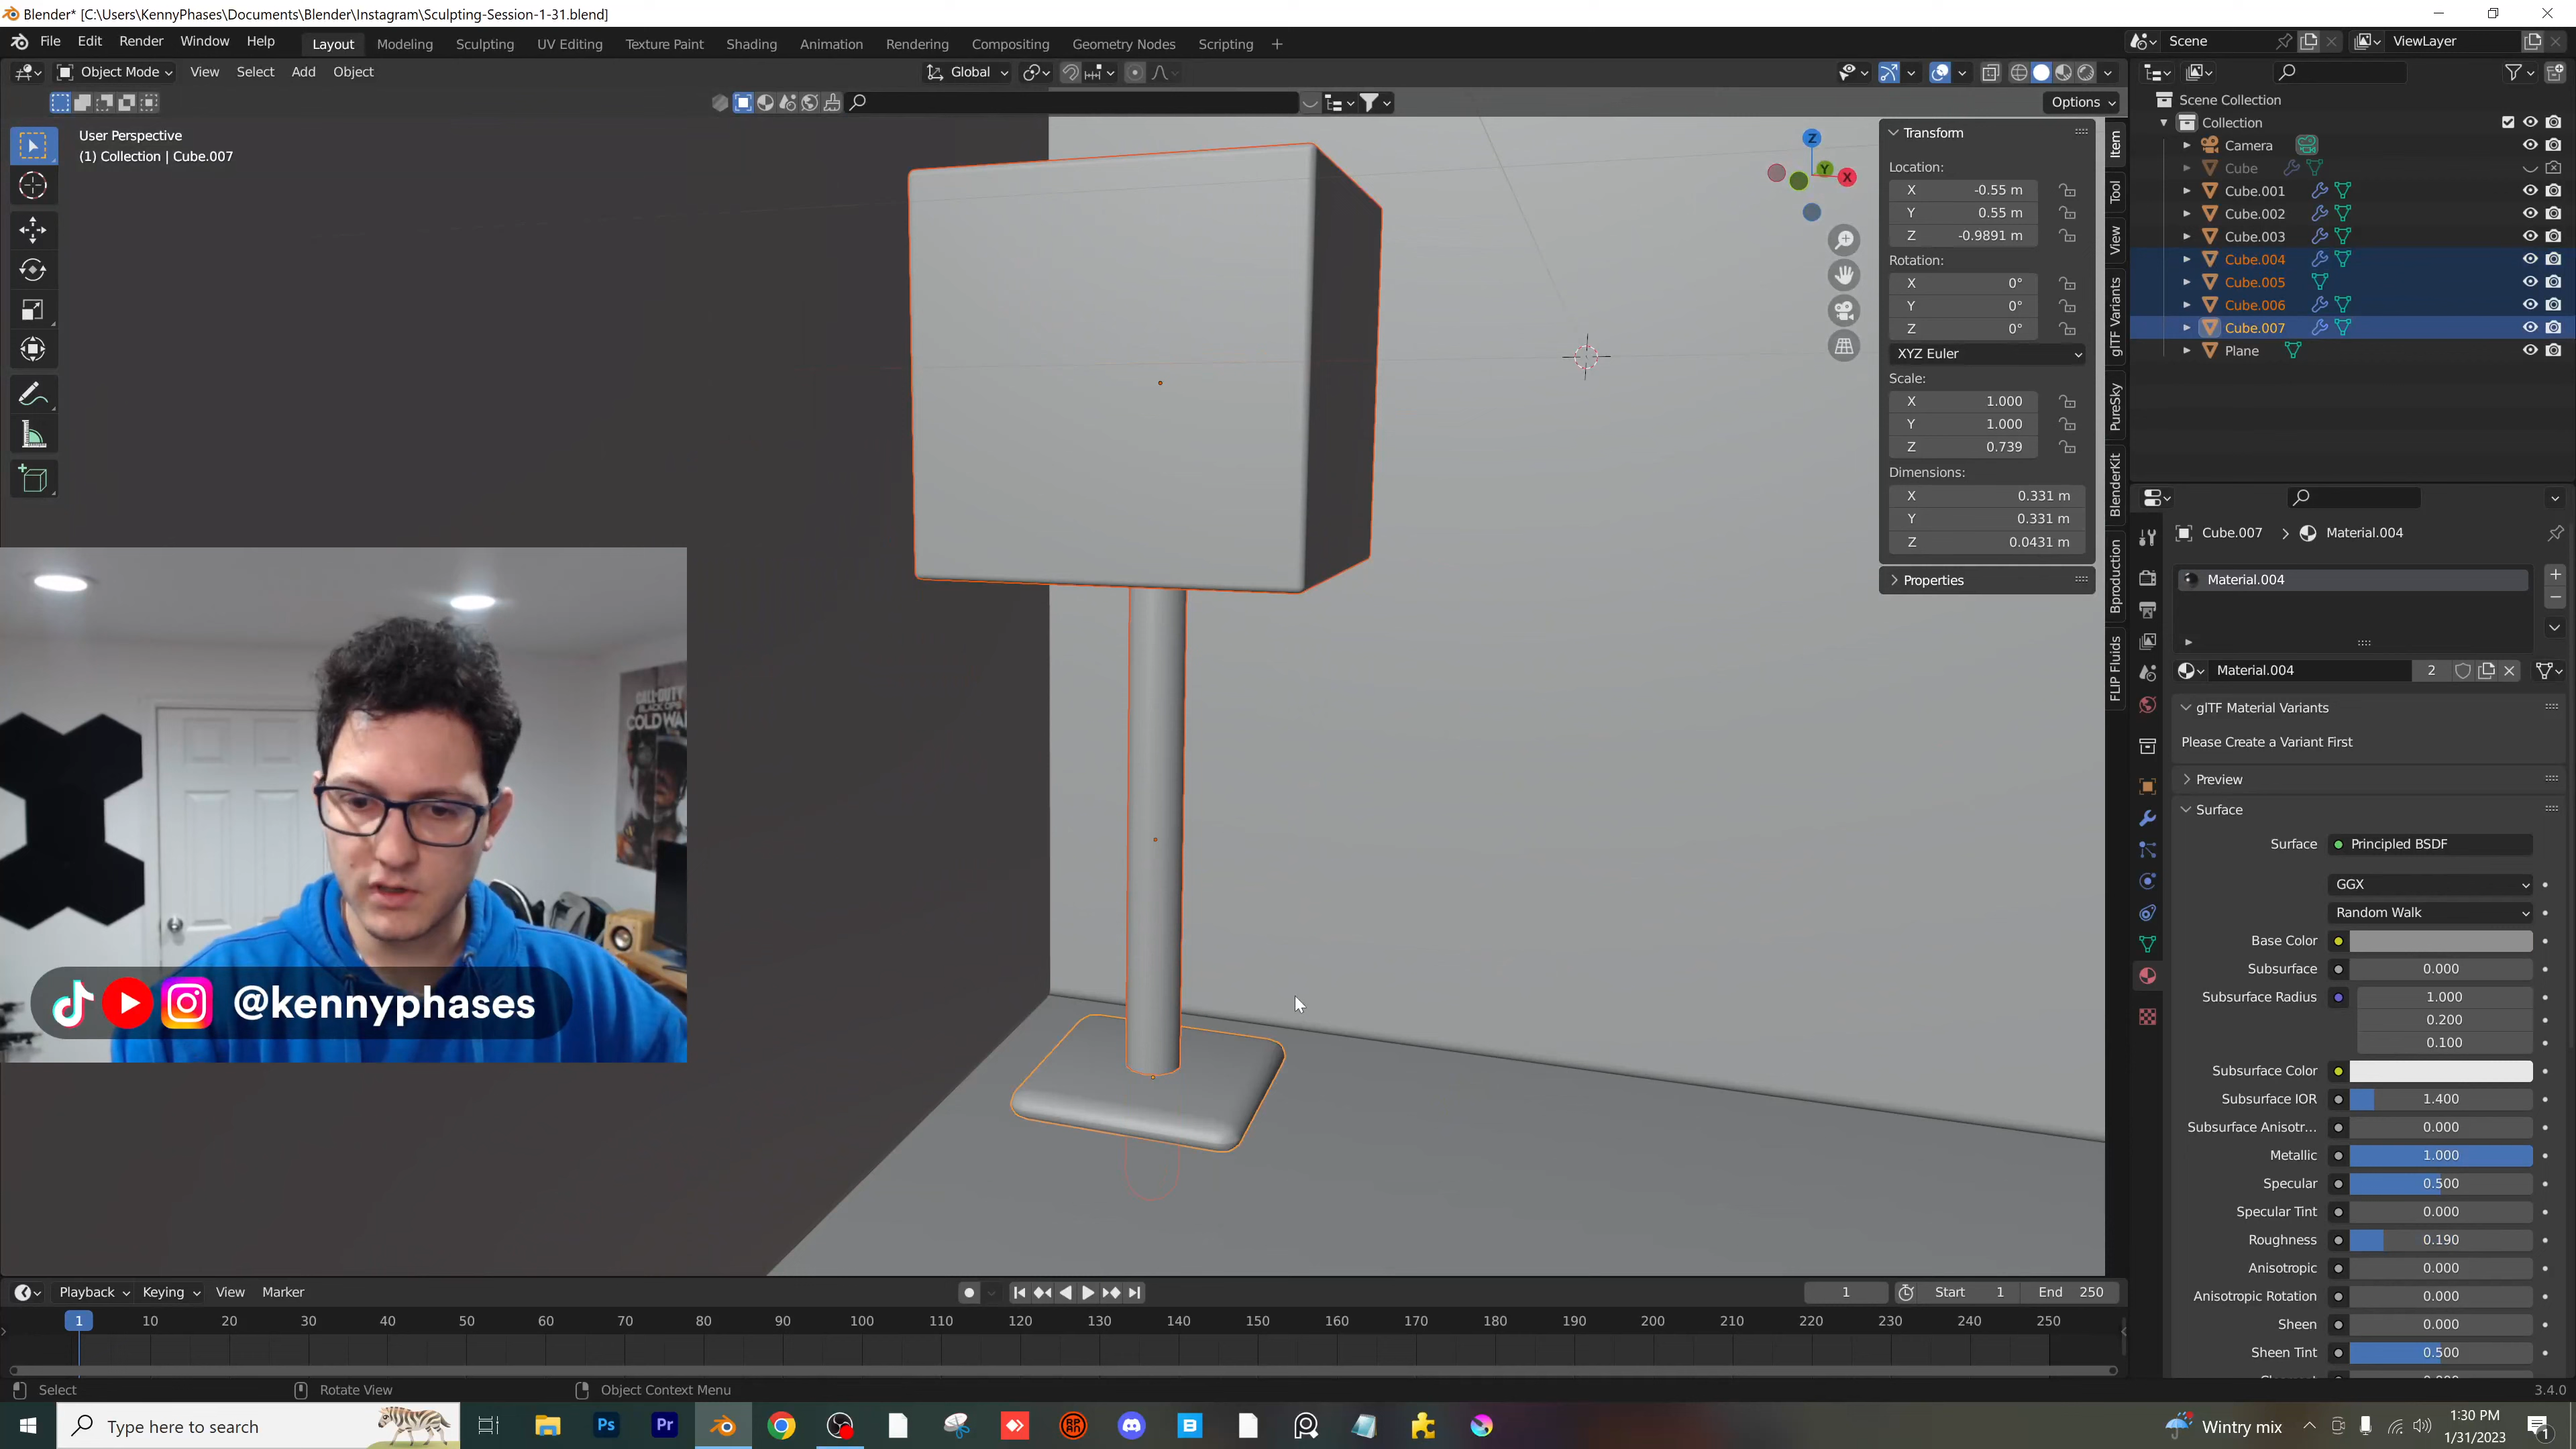 Blender* [C:\Users\KennyPhases\Documents\Blender\Instagram\Sculpting-Session-1-31.blend]
File Edit Render Window Help Layout Modeling Sculpting UV Editing Texture Paint Shading Animation Rendering Compositing Geometry Nodes Scripting + Scene ViewLayer
Object Mode View Select Add Object Global
Options
User Perspective
(1) Collection | Cube.007
Z
Y
X
Transform
Location:
X -0.55 m
Y 0.55 m
Z -0.9891 m
Rotation:
X 0°
Y 0°
Z 0°
XYZ Euler
Scale:
X 1.000
Y 1.000
Z 0.739
Dimensions:
X 0.331 m
Y 0.331 m
Z 0.0431 m
Properties
Item
Tool
View
glTF Variants
PureSky
BlenderKit
Bproduction
FLIP Fluids
Scene Collection
Collection
Camera
Cube
Cube.001
Cube.002
Cube.003
Cube.004
Cube.005
Cube.006
Cube.007
Plane
Cube.007 > Material.004
Material.004
Material.004 2
glTF Material Variants
Please Create a Variant First
Preview
Surface
Surface Principled BSDF
GGX
Random Walk
Base Color
Subsurface 0.000
Subsurface Radius 1.000
0.200
0.100
Subsurface Color
Subsurface IOR 1.400
Subsurface Anisotr... 0.000
Metallic 1.000
Specular 0.500
Specular Tint 0.000
Roughness 0.190
Anisotropic 0.000
Anisotropic Rotation 0.000
Sheen 0.000
Sheen Tint 0.500
CALL OF DUTY
BLACK OPS
COLD WAR
@kennyphases
Playback Keying View Marker 1 Start 1 End 250
1 10 20 30 40 50 60 70 80 90 100 110 120 130 140 150 160 170 180 190 200 210 220 230 240 250
Select Rotate View Object Context Menu 3.4.0
Type here to search Ps Pr Wintry mix 1:30 PM
1/31/2023 1